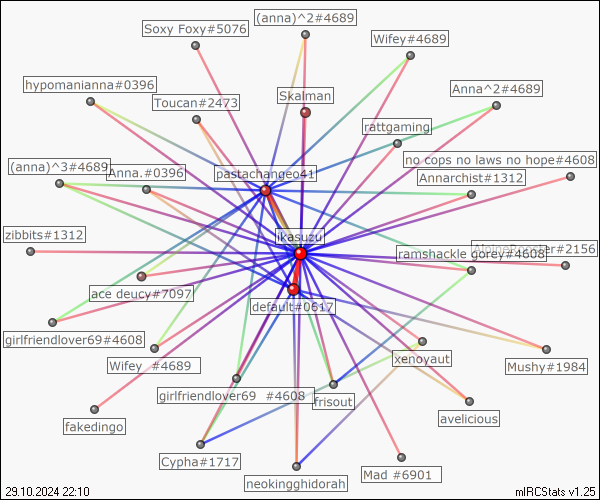 (anna)^2#4689
Soxy Foxy#5076
Wifey#4689
hypomanianna#0396
Anna^2#4689
Skalman
Toucan#2473
rattgaming
no cops no laws no hope#4608
(anna)^3#4689
Anna.#0396
pastachangeo41
Annarchist#1312
zibbits#1312
ikasuzu
ramshackle gorey#4608
#2156
ace deucy#7097
default#0617
girlfriendlover69#4608
Wifey_#4689
xenoyaut
Mushy#1984
girlfriendlover69_#4608
frisout
fakedingo
avelicious
Cypha#1717
neokingghidorah
Mad #6901
29.10.2024 22:10
mIRCStats v1.25